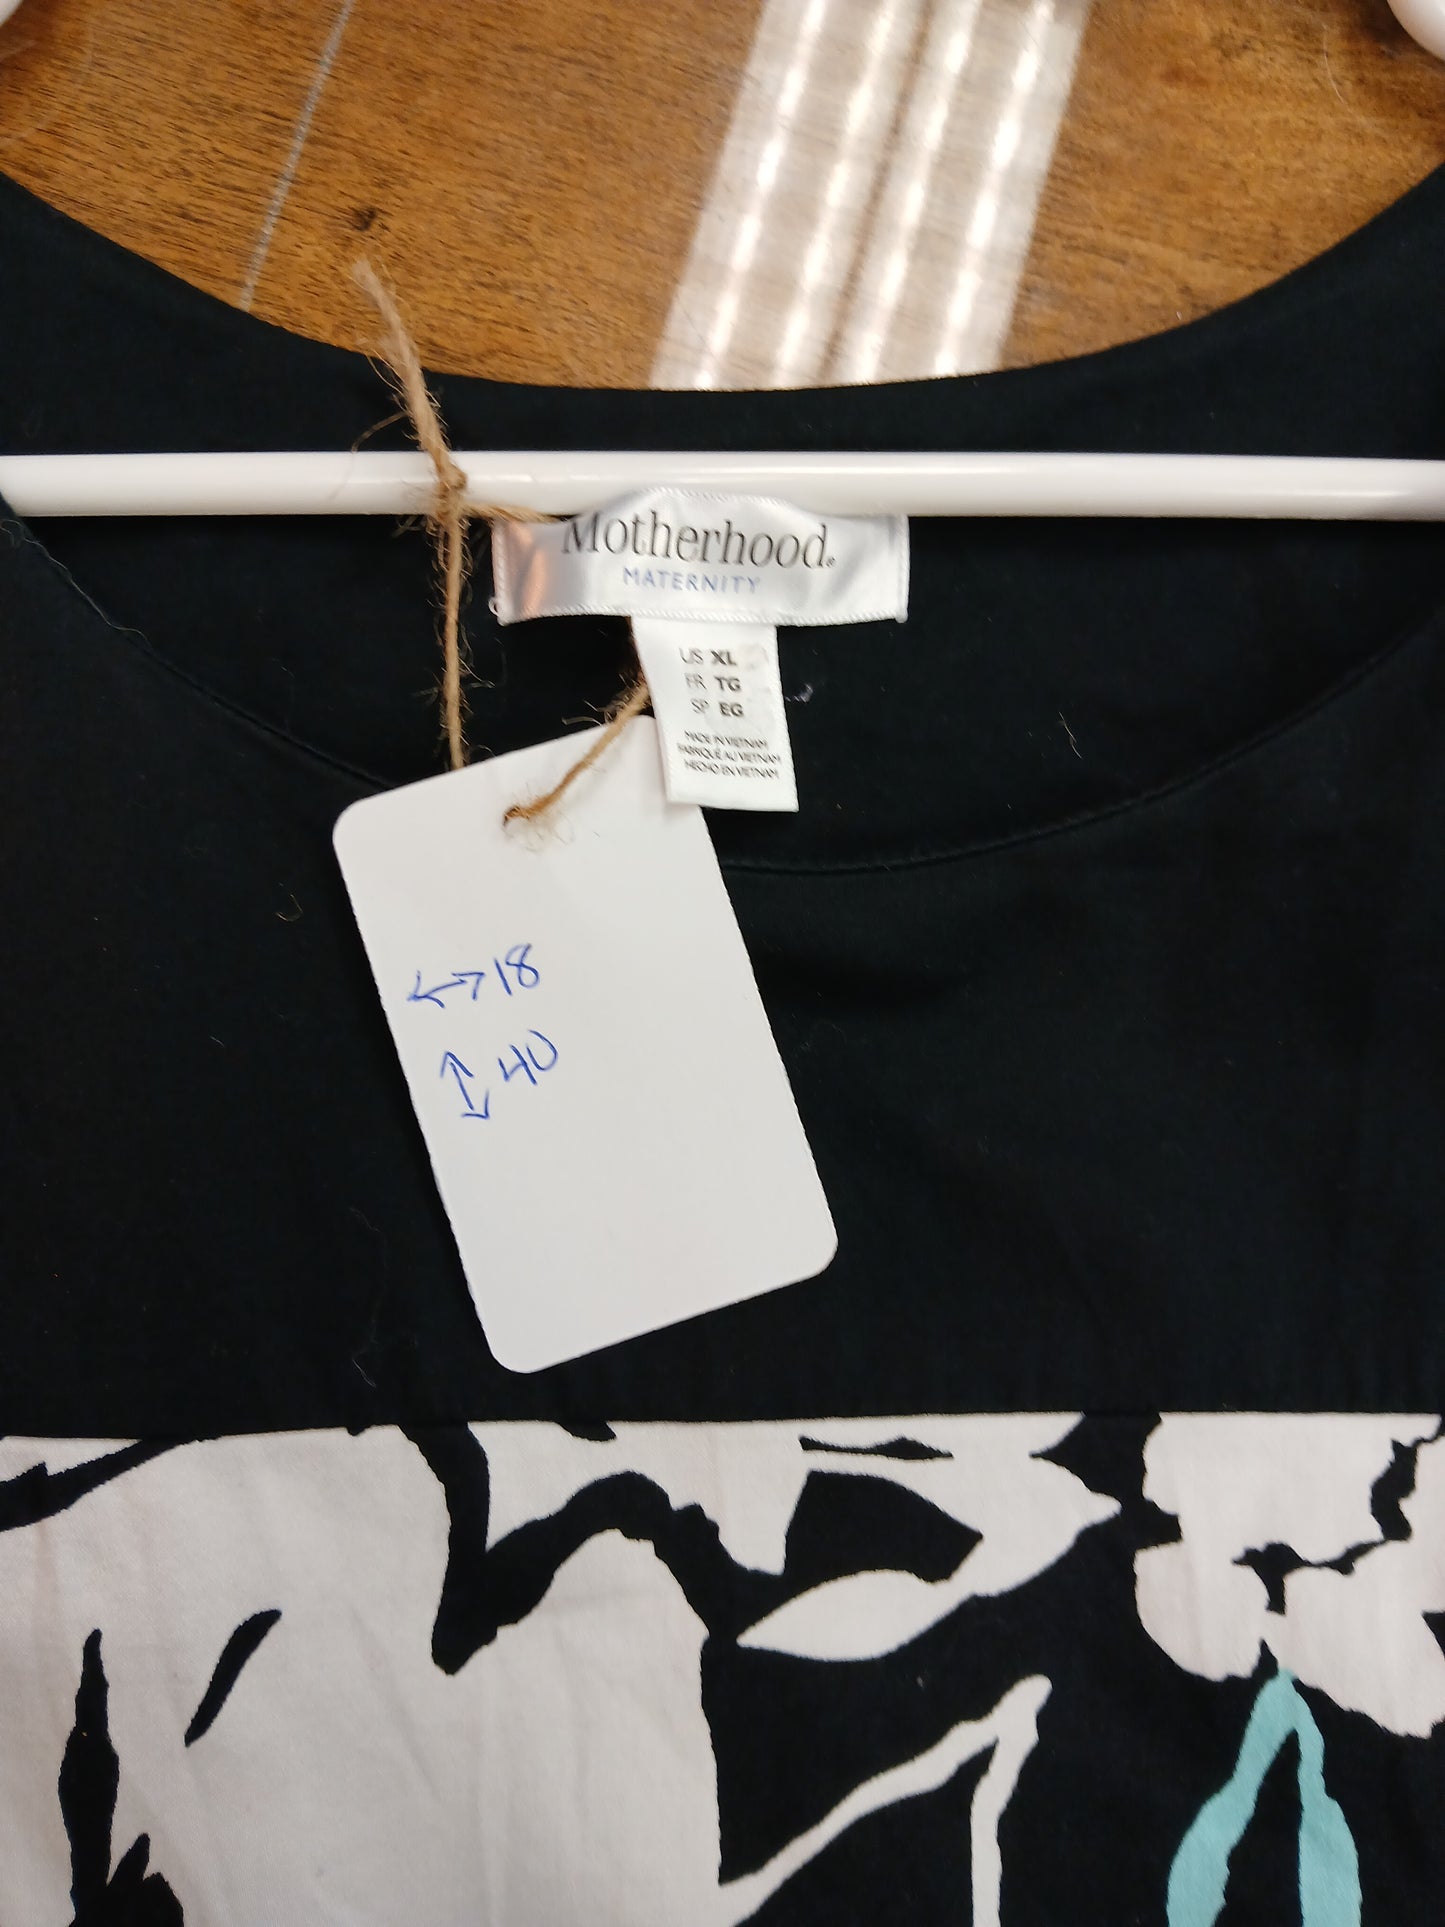 Motherhood®
MATERNITY
US XL
FR TG
SP EG
MADE IN VIETNAM
FABRIQUÉ AU VIETNAM
HECHO EN VIETNAM
↔ 18
↕ 40